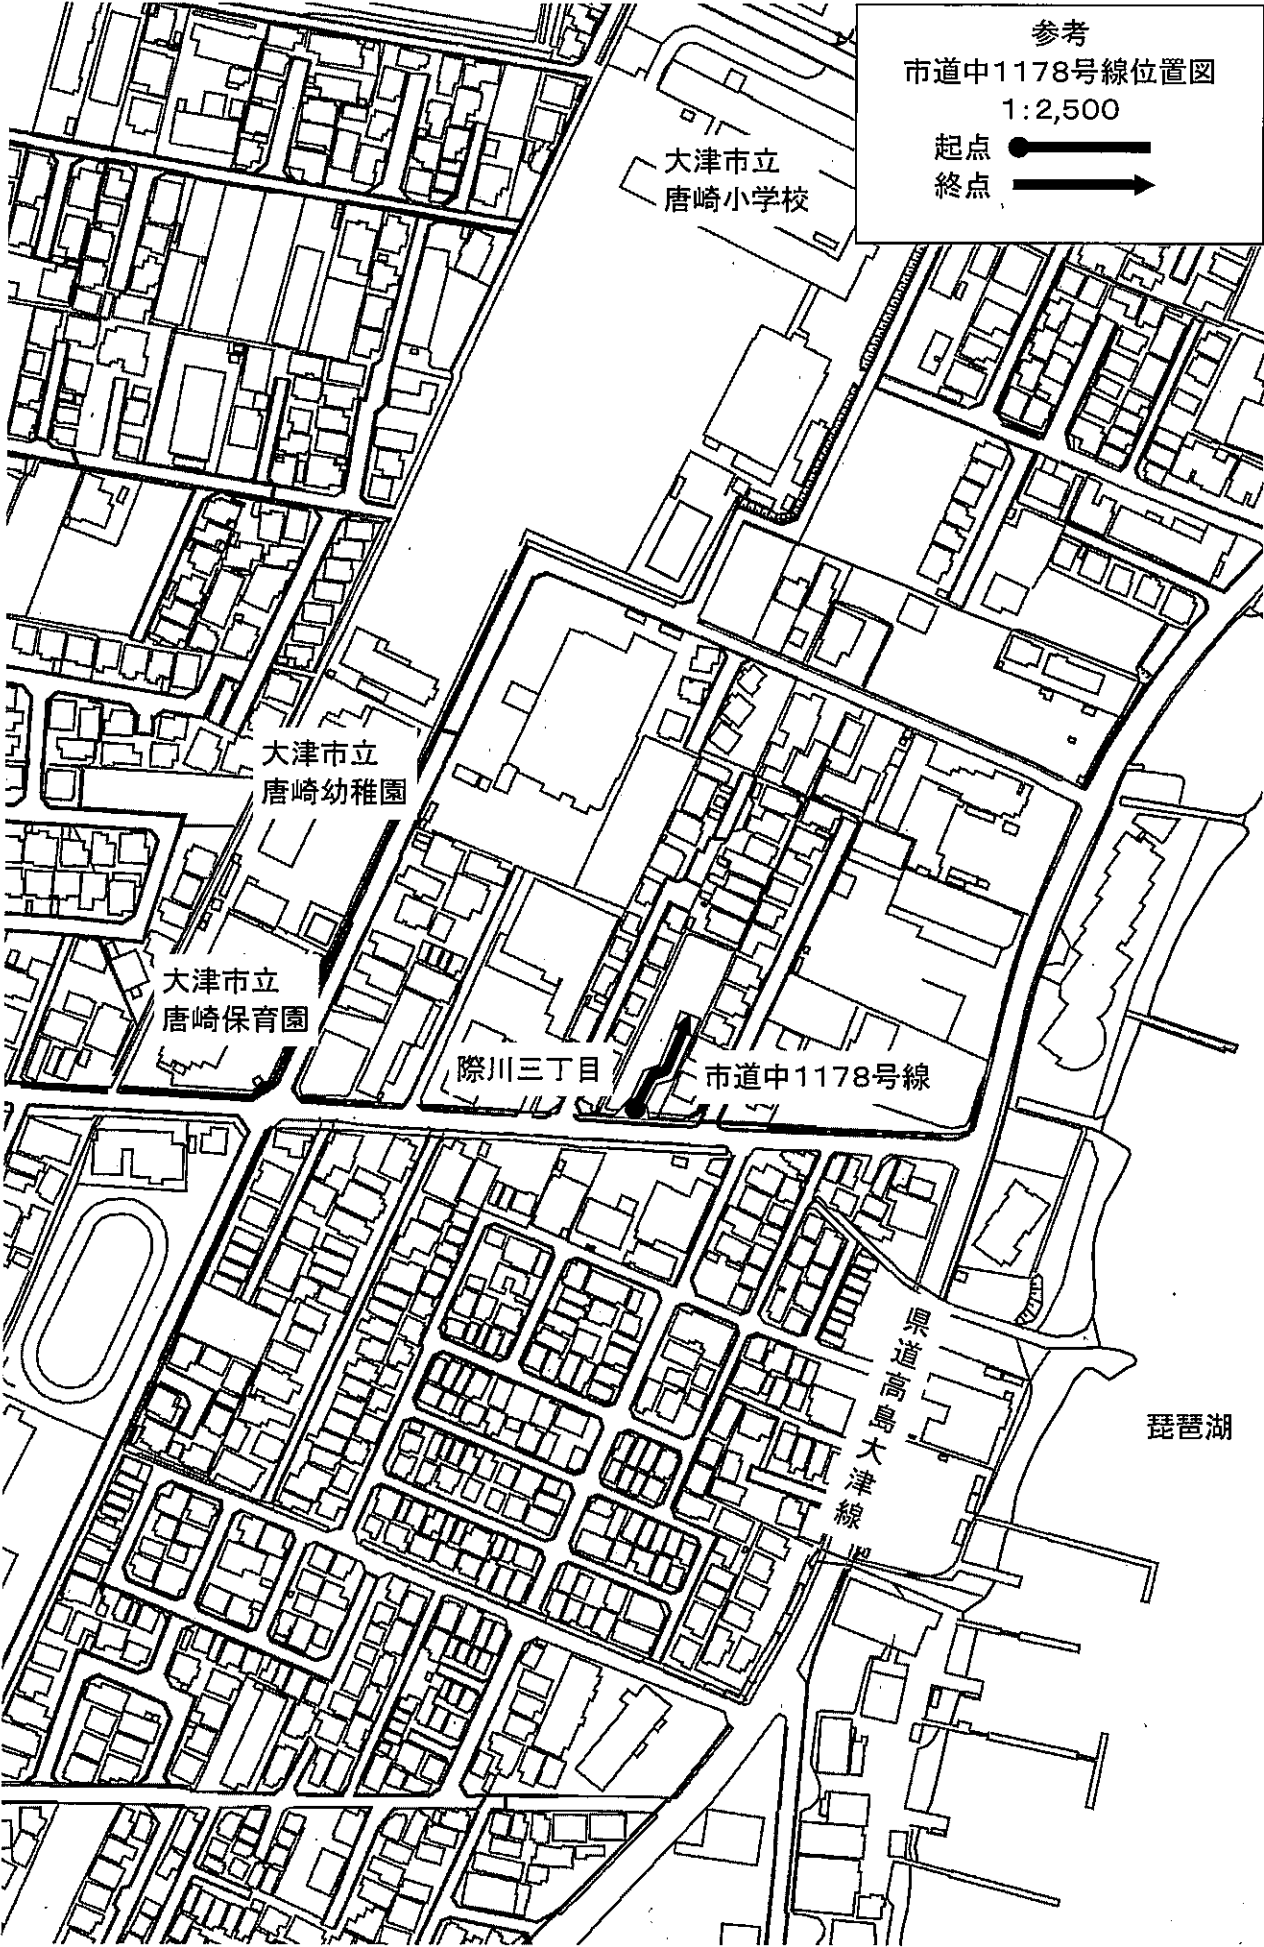 参考
市道中1178号線位置図
1:2,500
起点
終点
大津市立
唐崎小学校
大津市立
唐崎幼稚園
大津市立
唐崎保育園
際川三丁目
市道中1178号線
県道高島大津線
琵琶湖